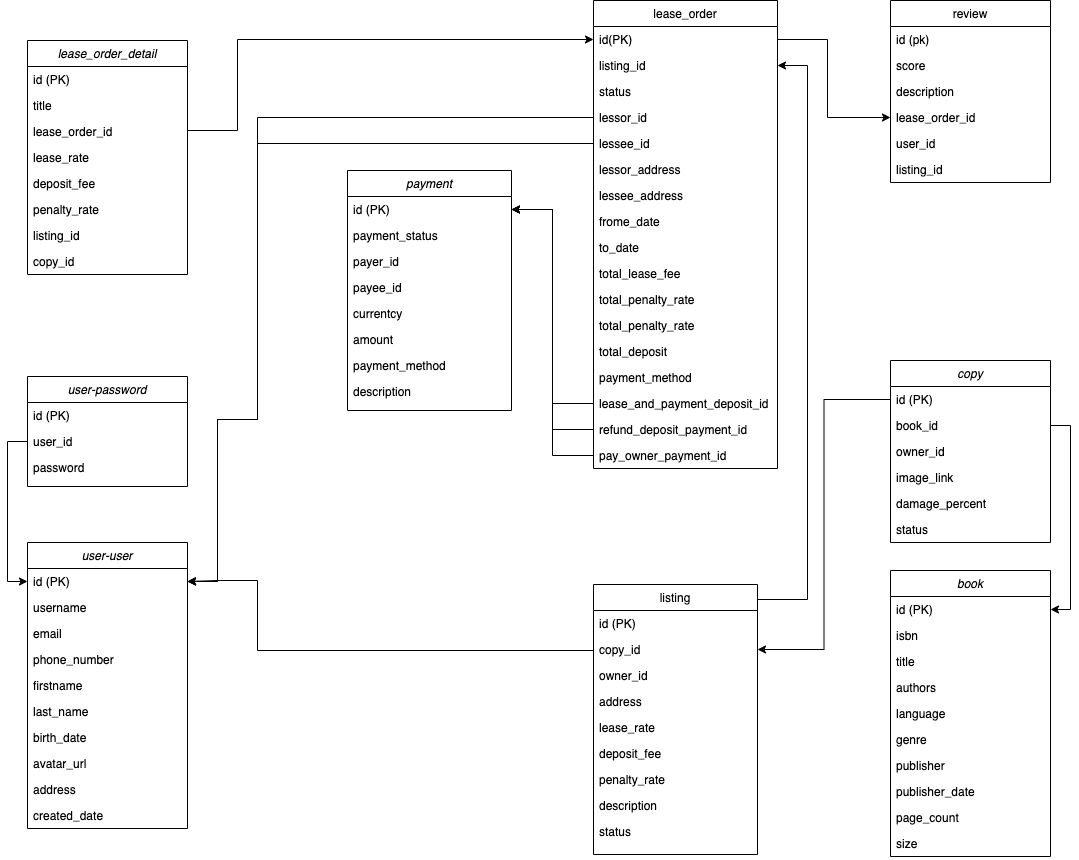 lease_order
id(PK)
listing_id
status
lessor_id
lessee_id
lessor_address
lessee_address
frome_date
to_date
total_lease_fee
total_penalty_rate
total_penalty_rate
total_deposit
payment_method
lease_and_payment_deposit_id
refund_deposit_payment_id
pay_owner_payment_id
review
id (pk)
score
description
lease_order_id
user_id
listing_id
lease_order_detail
id (PK)
title
lease_order_id
lease_rate
deposit_fee
penalty_rate
listing_id
copy_id
payment
id (PK)
payment_status
payer_id
payee_id
currentcy
amount
payment_method
description
user-password
id (PK)
user_id
password
copy
id (PK)
book_id
owner_id
image_link
damage_percent
status
user-user
id (PK)
username
email
phone_number
firstname
last_name
birth_date
avatar_url
address
created_date
listing
id (PK)
copy_id
owner_id
address
lease_rate
deposit_fee
penalty_rate
description
status
book
id (PK)
isbn
title
authors
language
genre
publisher
publisher_date
page_count
size